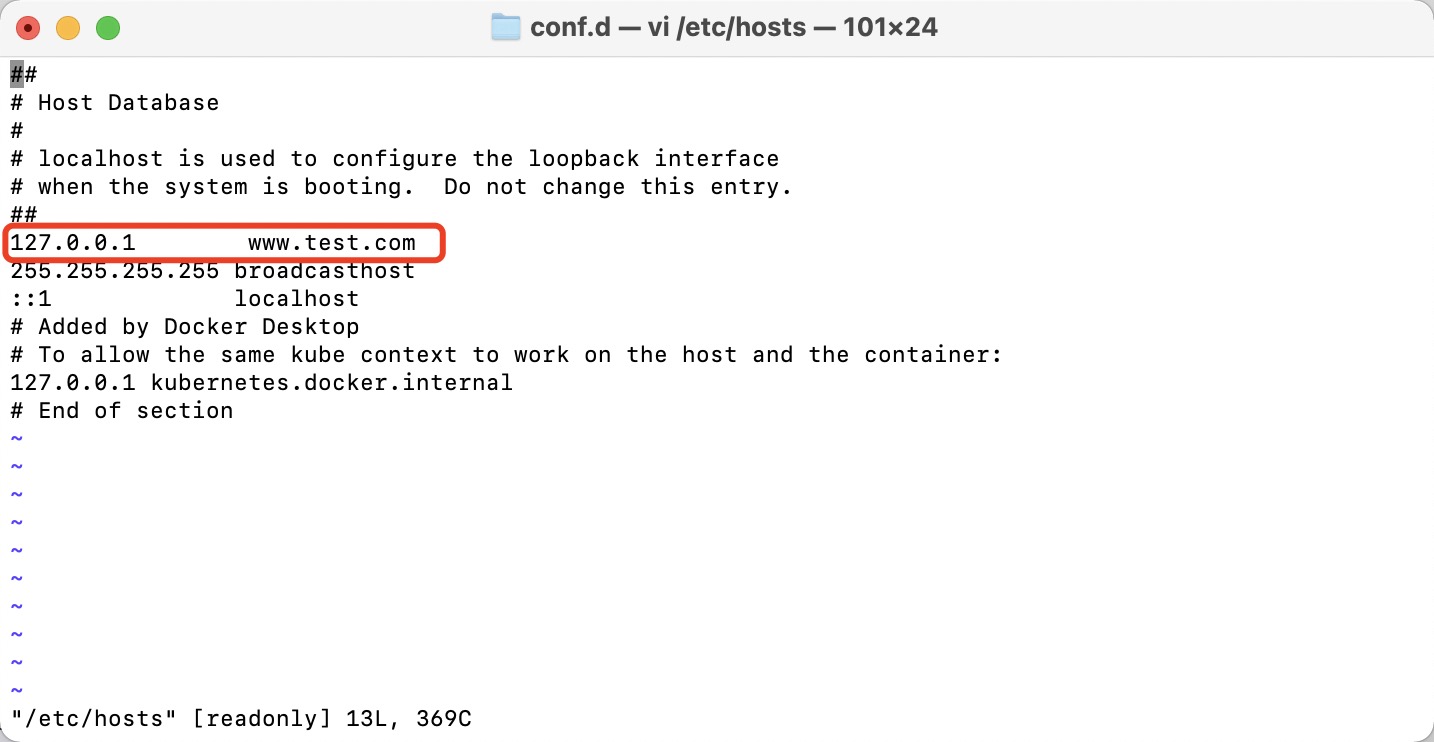 conf.d — vi /etc/hosts — 101×24
##
# Host Database
#
# localhost is used to configure the loopback interface
# when the system is booting.  Do not change this entry.
##
127.0.0.1        www.test.com
255.255.255.255 broadcasthost
::1             localhost
# Added by Docker Desktop
# To allow the same kube context to work on the host and the container:
127.0.0.1 kubernetes.docker.internal
# End of section
~
~
~
~
~
~
~
~
~
~
"/etc/hosts" [readonly] 13L, 369C